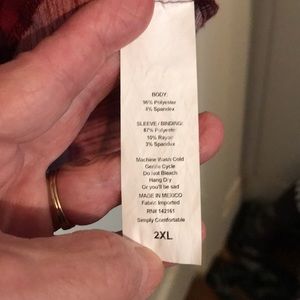 BODY:
96% Polyester
4% Spandex
SLEEVE / BINDING:
87% Polyester
10% Rayon
3% Spandex
Machine Wash Cold
Gentle Cycle
Do Not Bleach
Hang Dry
Or you'll be sad
MADE IN MEXICO
Fabric Imported
RN# 142161
Simply Comfortable
2XL